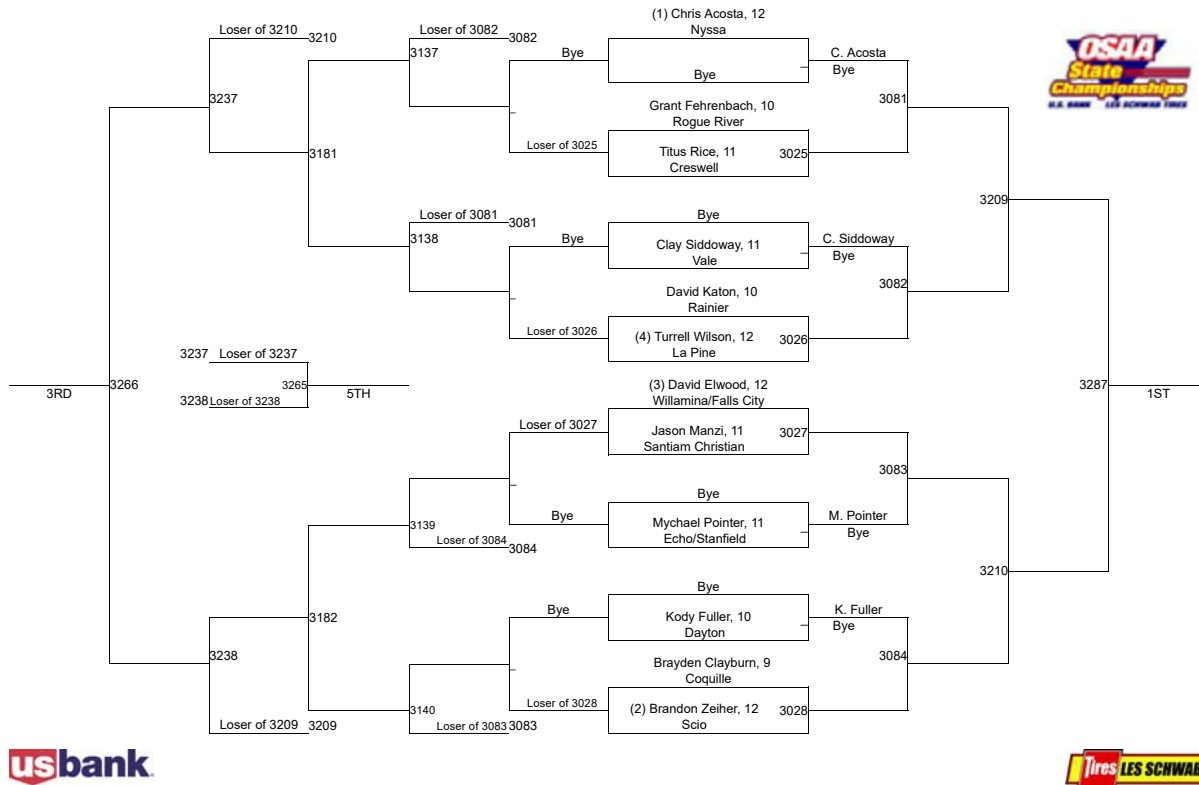 (1) Chris Acosta, 12
Nyssa
Loser of 3210
3210
Loser of 3082
3082
Bye
C. Acosta
Bye
Bye
3137
3237
3081
Grant Fehrenbach, 10
Rogue River
Loser of 3025
Titus Rice, 11
Creswell
3025
3181
3209
Loser of 3081
3081
Bye
3138
Bye
Clay Siddoway, 11
Vale
C. Siddoway
Bye
3082
David Katon, 10
Rainier
Loser of 3026
(4) Turrell Wilson, 12
La Pine
3026
3237
Loser of 3237
3RD
3266
3265
5TH
3238
Loser of 3238
(3) David Elwood, 12
Willamina/Falls City
3287
1ST
Loser of 3027
Jason Manzi, 11
Santiam Christian
3027
3083
Bye
Bye
Mychael Pointer, 11
Echo/Stanfield
M. Pointer
Bye
3139
Loser of 3084
3084
3210
Bye
Bye
Kody Fuller, 10
Dayton
K. Fuller
Bye
3182
3238
3084
Brayden Clayburn, 9
Coquille
Loser of 3028
(2) Brandon Zeiher, 12
Scio
3028
3140
Loser of 3209
3209
Loser of 3083
3083
OSAA
State
Championships
U.S. BANK LES SCHWAB TIRES
usbank
Tires LES SCHWAB